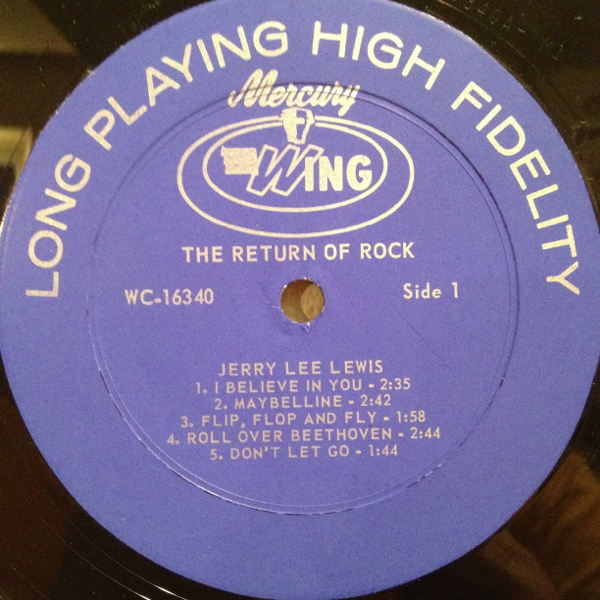 LONG PLAYING HIGH FIDELITY
Mercury
WING
THE RETURN OF ROCK
WC-16340
Side 1
JERRY LEE LEWIS
1. I BELIEVE IN YOU - 2:35
2. MAYBELLINE - 2:42
3. FLIP, FLOP AND FLY - 1:58
4. ROLL OVER BEETHOVEN - 2:44
5. DON'T LET GO - 1:44